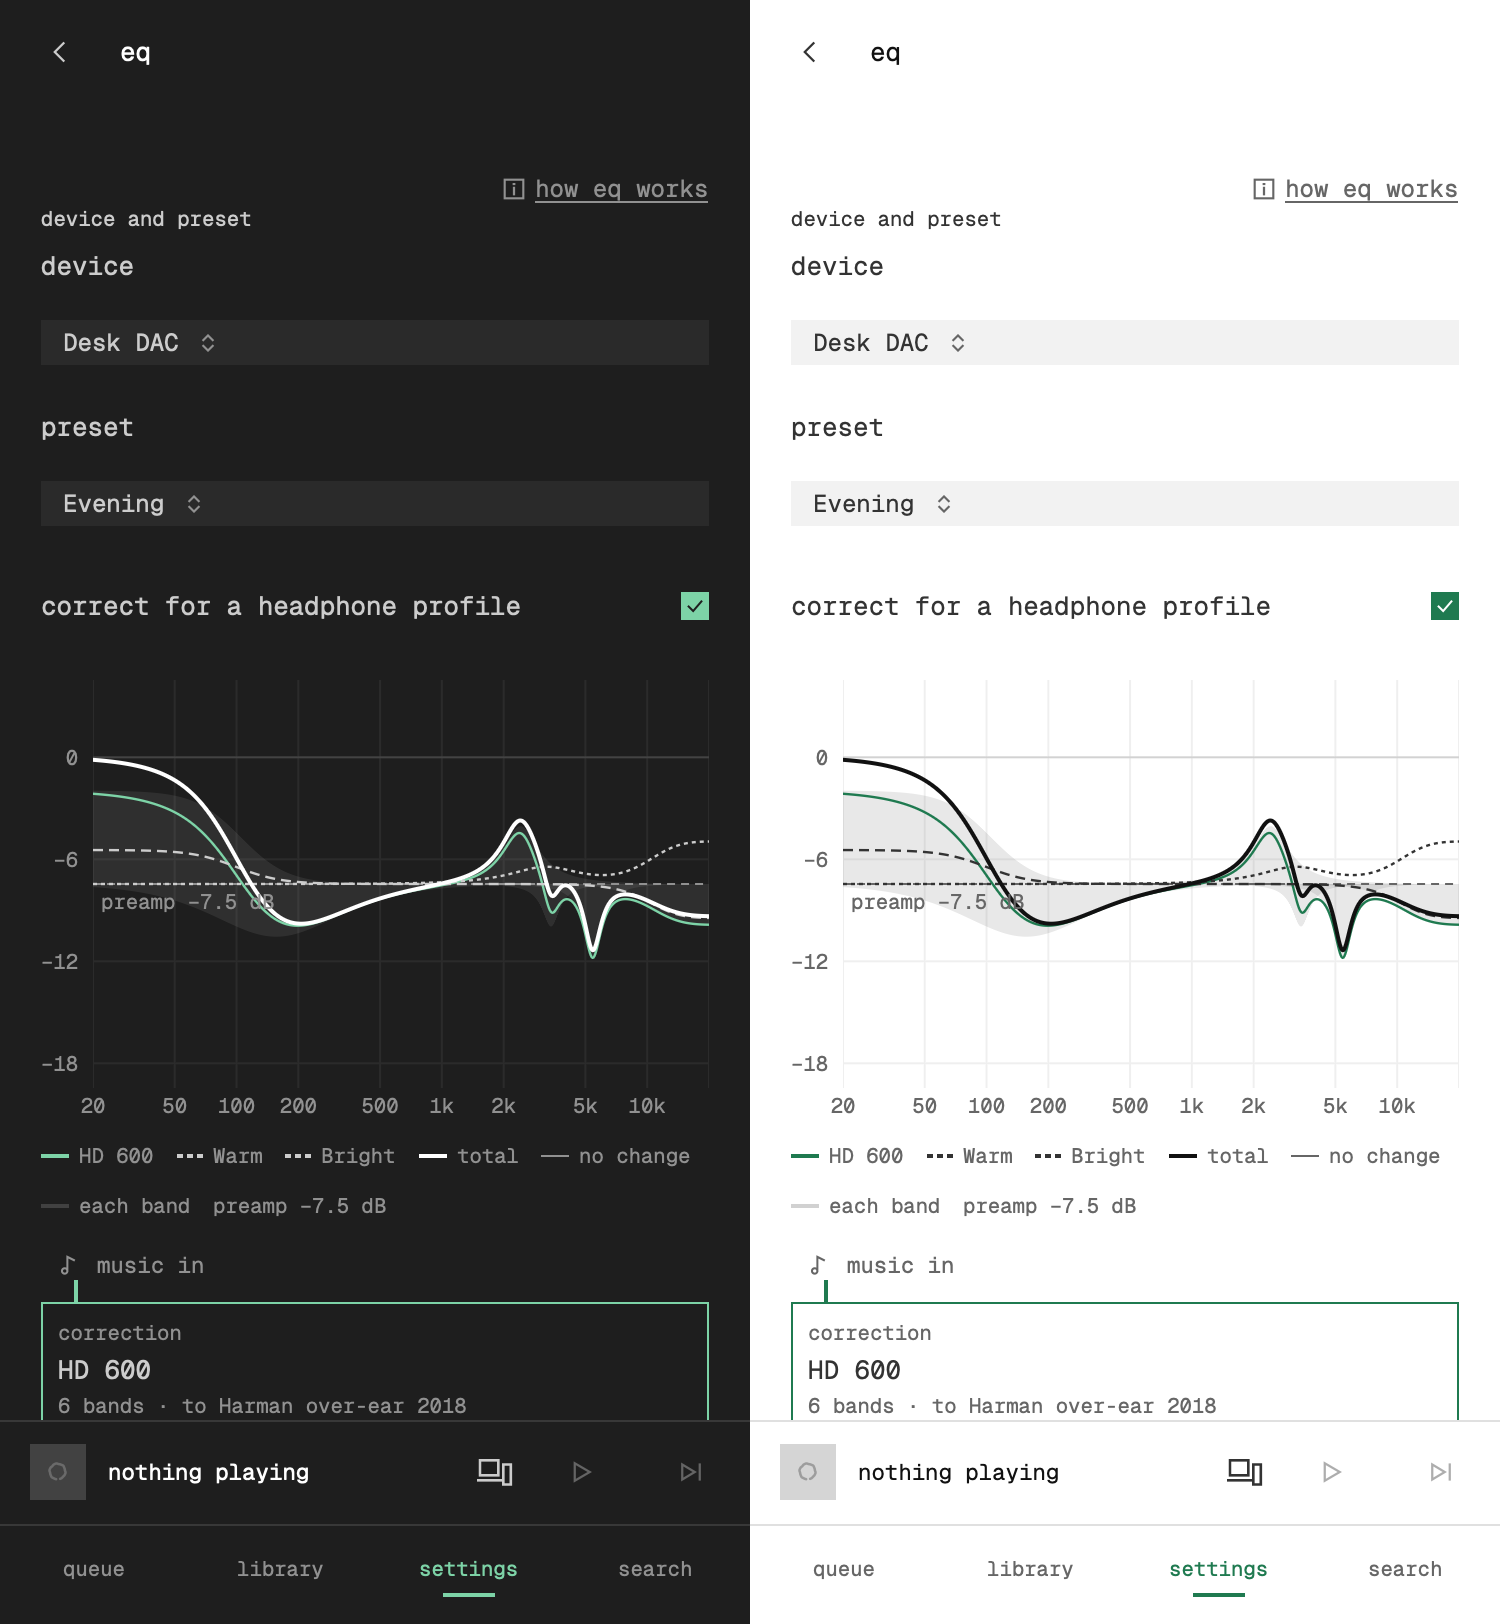 eq
how eq works
device and preset
device
Desk DAC
preset
Evening
correct for a headphone profile
0
-6
preamp -7.5 dB
-12
-18
20 50 100 200 500 1k 2k 5k 10k
HD 600 Warm Bright total no change
each band preamp -7.5 dB
music in
correction
HD 600
6 bands · to Harman over-ear 2018
nothing playing
queue library settings search
eq
how eq works
device and preset
device
Desk DAC
preset
Evening
correct for a headphone profile
0
-6
preamp -7.5 dB
-12
-18
20 50 100 200 500 1k 2k 5k 10k
HD 600 Warm Bright total no change
each band preamp -7.5 dB
music in
correction
HD 600
6 bands · to Harman over-ear 2018
nothing playing
queue library settings search